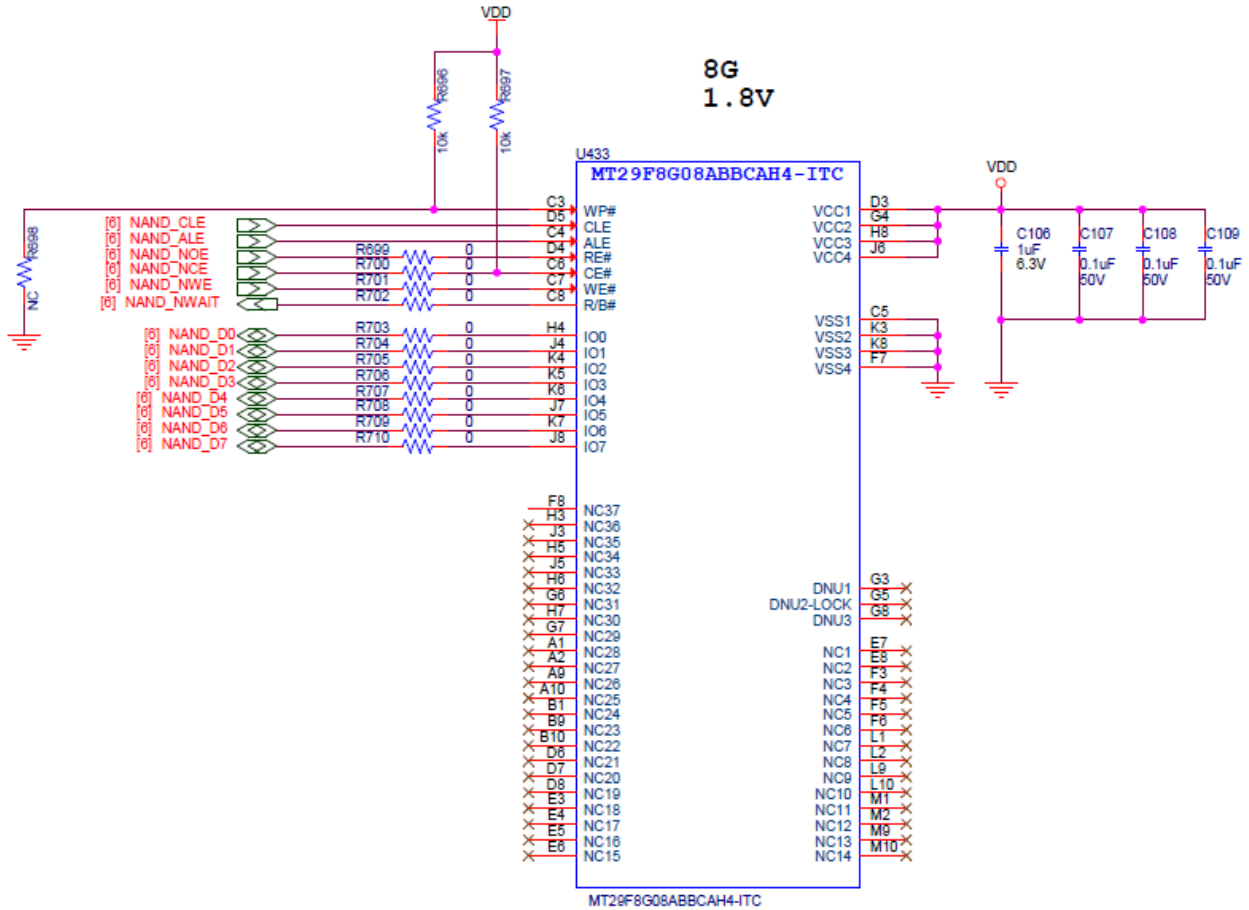 VDD
8G
1.8V
R696
10k
R697
10k
U433
MT29F8G08ABBCAH4-ITC
R698
NC
C3 WP#
[6] NAND_CLE D5 CLE
[6] NAND_ALE C4 ALE
[6] NAND_NOE R699 0 D4 RE#
[6] NAND_NCE R700 0 C6 CE#
[6] NAND_NWE R701 0 C7 WE#
[6] NAND_NWAIT R702 0 C8 R/B#
[6] NAND_D0 R703 0 H4 IO0
[6] NAND_D1 R704 0 J4 IO1
[6] NAND_D2 R705 0 K4 IO2
[6] NAND_D3 R706 0 K5 IO3
[6] NAND_D4 R707 0 K6 IO4
[6] NAND_D5 R708 0 J7 IO5
[6] NAND_D6 R709 0 K7 IO6
[6] NAND_D7 R710 0 J8 IO7
F8 NC37
H3 NC36
J3 NC35
H5 NC34
J5 NC33
H6 NC32
G6 NC31
H7 NC30
G7 NC29
A1 NC28
A2 NC27
A9 NC26
A10 NC25
B1 NC24
B9 NC23
B10 NC22
D6 NC21
D7 NC20
D8 NC19
E3 NC18
E4 NC17
E5 NC16
E6 NC15
VCC1 D3
VCC2 G4
VCC3 H8
VCC4 J6
VSS1 C5
VSS2 K3
VSS3 K8
VSS4 F7
DNU1 G3
DNU2-LOCK G5
DNU3 G8
NC1 E7
NC2 E8
NC3 F3
NC4 F4
NC5 F5
NC6 F6
NC7 L1
NC8 L2
NC9 L9
NC10 L10
NC11 M1
NC12 M2
NC13 M9
NC14 M10
VDD
C106
1uF
6.3V
C107
0.1uF
50V
C108
0.1uF
50V
C109
0.1uF
50V
MT29F8G08ABBCAH4-ITC